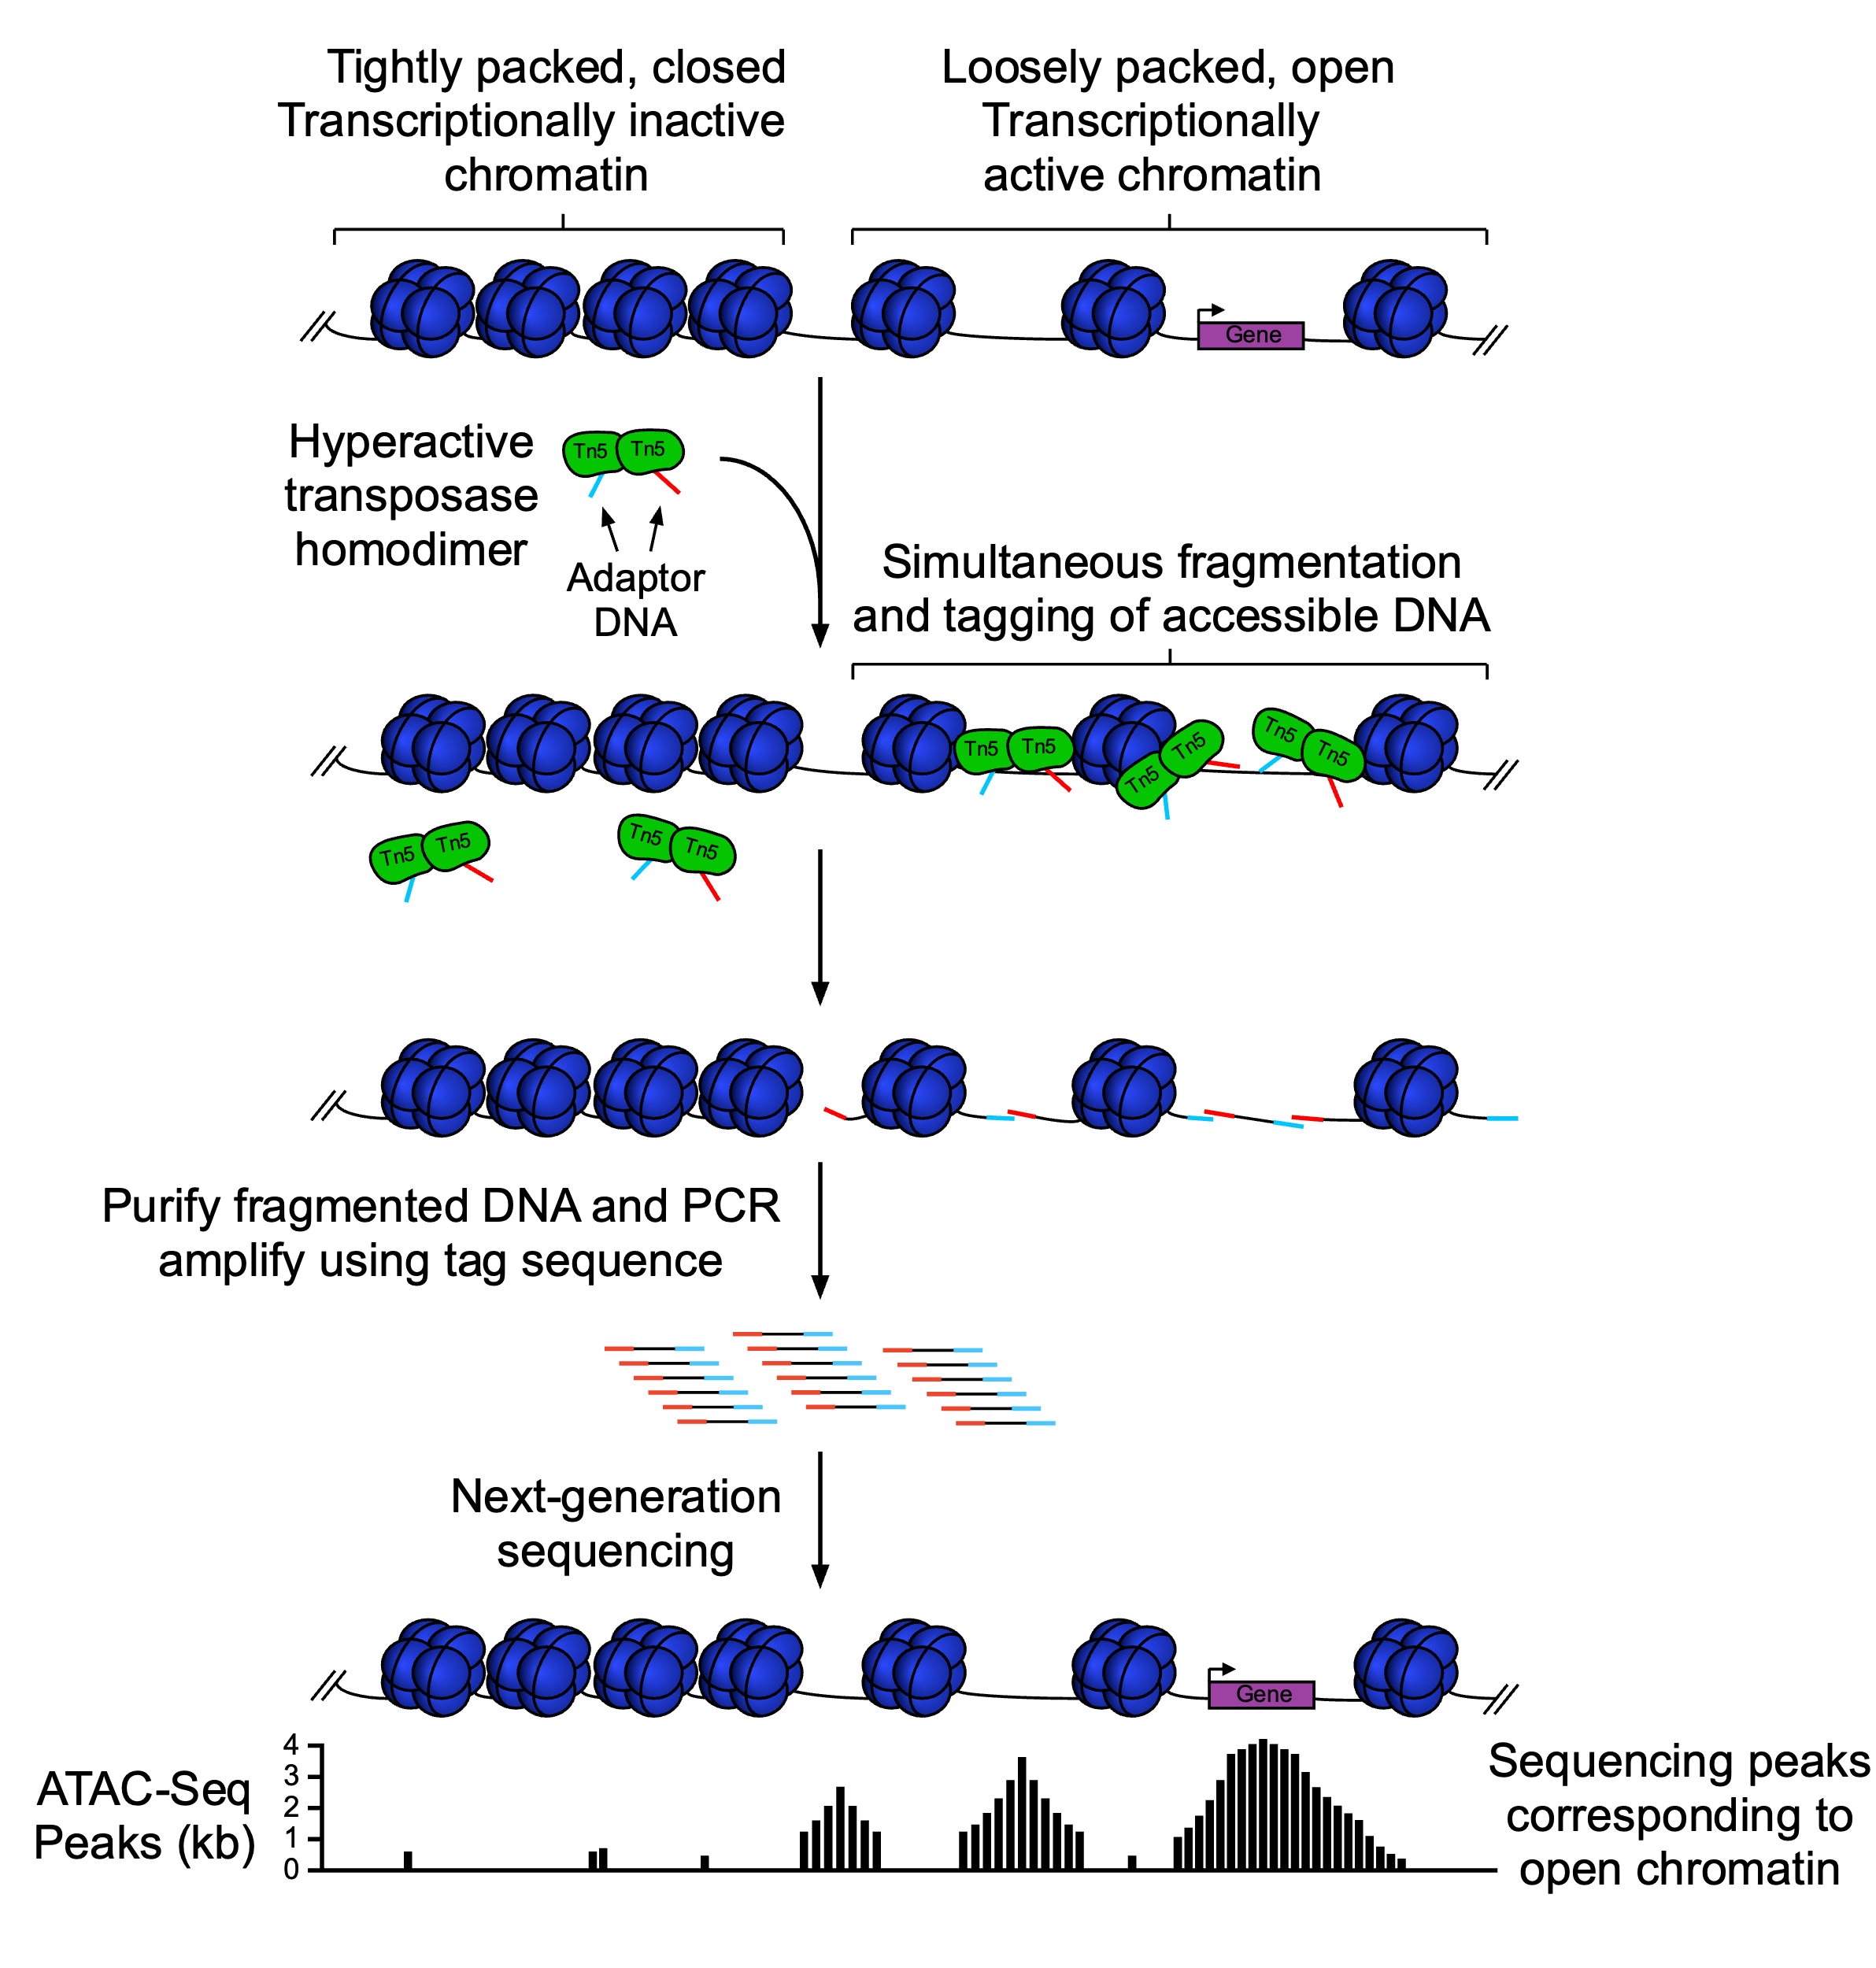 Tightly packed, closed
Transcriptionally inactive
chromatin
Loosely packed, open
Transcriptionally
active chromatin
Gene
Hyperactive
transposase
homodimer
Tn5 Tn5
Adaptor
DNA
Simultaneous fragmentation
and tagging of accessible DNA
Tn5 Tn5
Tn5 Tn5
Tn5 Tn5
Tn5 Tn5
Tn5 Tn5
Purify fragmented DNA and PCR
amplify using tag sequence
Next-generation
sequencing
Gene
ATAC-Seq
Peaks (kb)
4
3
2
1
0
Sequencing peaks
corresponding to
open chromatin